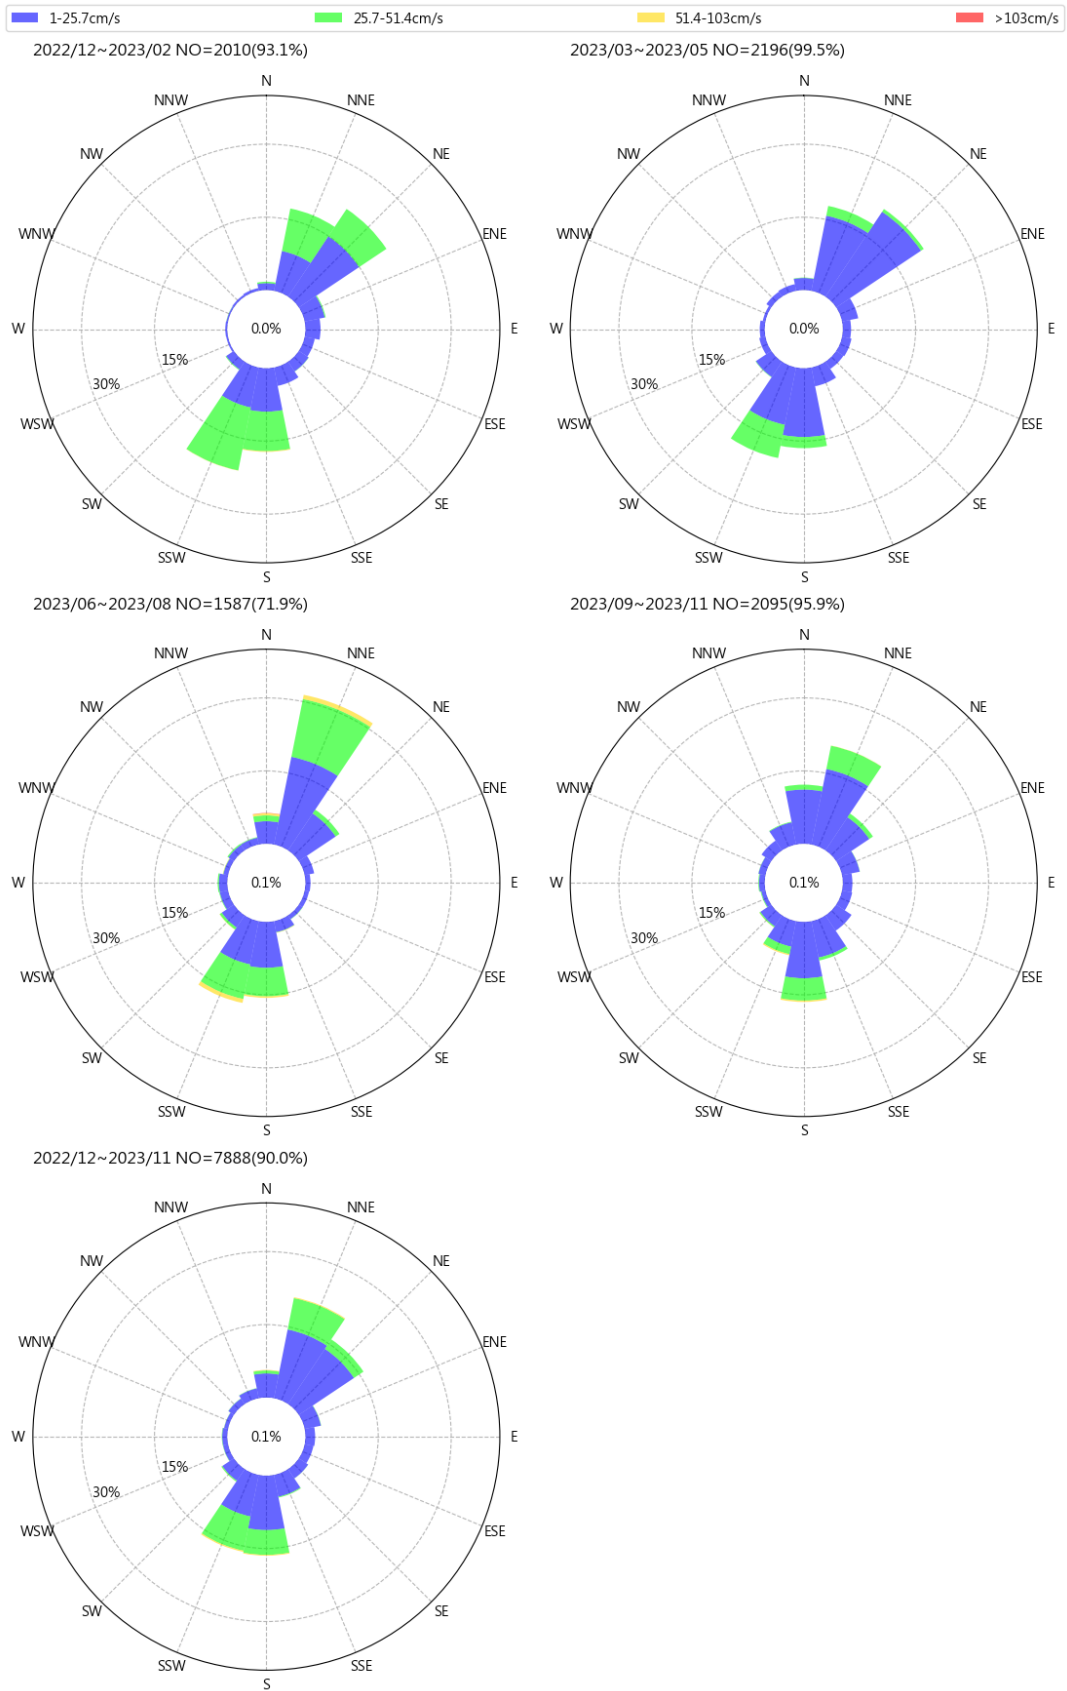 1-25.7cm/s 25.7-51.4cm/s 51.4-103cm/s >103cm/s
2022/12~2023/02 NO=2010(93.1%)
N
NNW NNE
NW NE
WNW ENE
W 0.0% E
15%
30%
WSW ESE
SW SE
SSW SSE
S
2023/03~2023/05 NO=2196(99.5%)
N
NNW NNE
NW NE
WNW ENE
W 0.0% E
15%
30%
WSW ESE
SW SE
SSW SSE
S
2023/06~2023/08 NO=1587(71.9%)
N
NNW NNE
NW NE
WNW ENE
W 0.1% E
15%
30%
WSW ESE
SW SE
SSW SSE
S
2023/09~2023/11 NO=2095(95.9%)
N
NNW NNE
NW NE
WNW ENE
W 0.1% E
15%
30%
WSW ESE
SW SE
SSW SSE
S
2022/12~2023/11 NO=7888(90.0%)
N
NNW NNE
NW NE
WNW ENE
W 0.1% E
15%
30%
WSW ESE
SW SE
SSW SSE
S